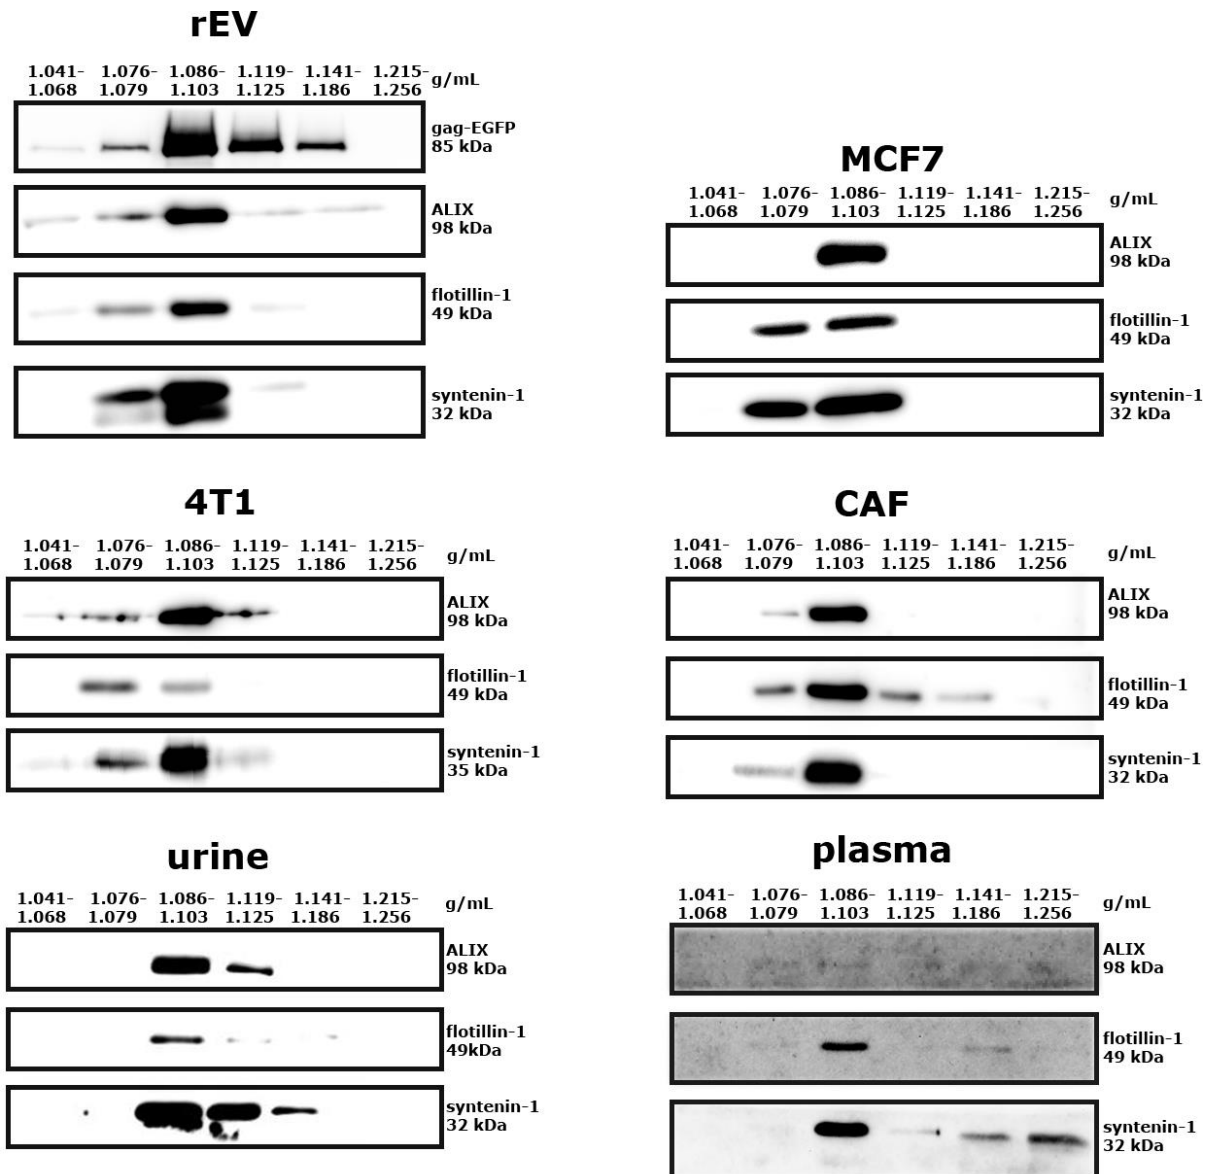 rEV
1.041- 1.076- 1.086- 1.119- 1.141- 1.215-
1.068 1.079 1.103 1.125 1.186 1.256
g/mL
gag-EGFP
85 kDa
ALIX
98 kDa
flotillin-1
49 kDa
syntenin-1
32 kDa
MCF7
1.041- 1.076- 1.086- 1.119- 1.141- 1.215-
1.068 1.079 1.103 1.125 1.186 1.256
g/mL
ALIX
98 kDa
flotillin-1
49 kDa
syntenin-1
32 kDa
4T1
1.041- 1.076- 1.086- 1.119- 1.141- 1.215-
1.068 1.079 1.103 1.125 1.186 1.256
g/mL
ALIX
98 kDa
flotillin-1
49 kDa
syntenin-1
35 kDa
CAF
1.041- 1.076- 1.086- 1.119- 1.141- 1.215-
1.068 1.079 1.103 1.125 1.186 1.256
g/mL
ALIX
98 kDa
flotillin-1
49 kDa
syntenin-1
32 kDa
urine
1.041- 1.076- 1.086- 1.119- 1.141- 1.215-
1.068 1.079 1.103 1.125 1.186 1.256
g/mL
ALIX
98 kDa
flotillin-1
49kDa
syntenin-1
32 kDa
plasma
1.041- 1.076- 1.086- 1.119- 1.141- 1.215-
1.068 1.079 1.103 1.125 1.186 1.256
g/mL
ALIX
98 kDa
flotillin-1
49 kDa
syntenin-1
32 kDa